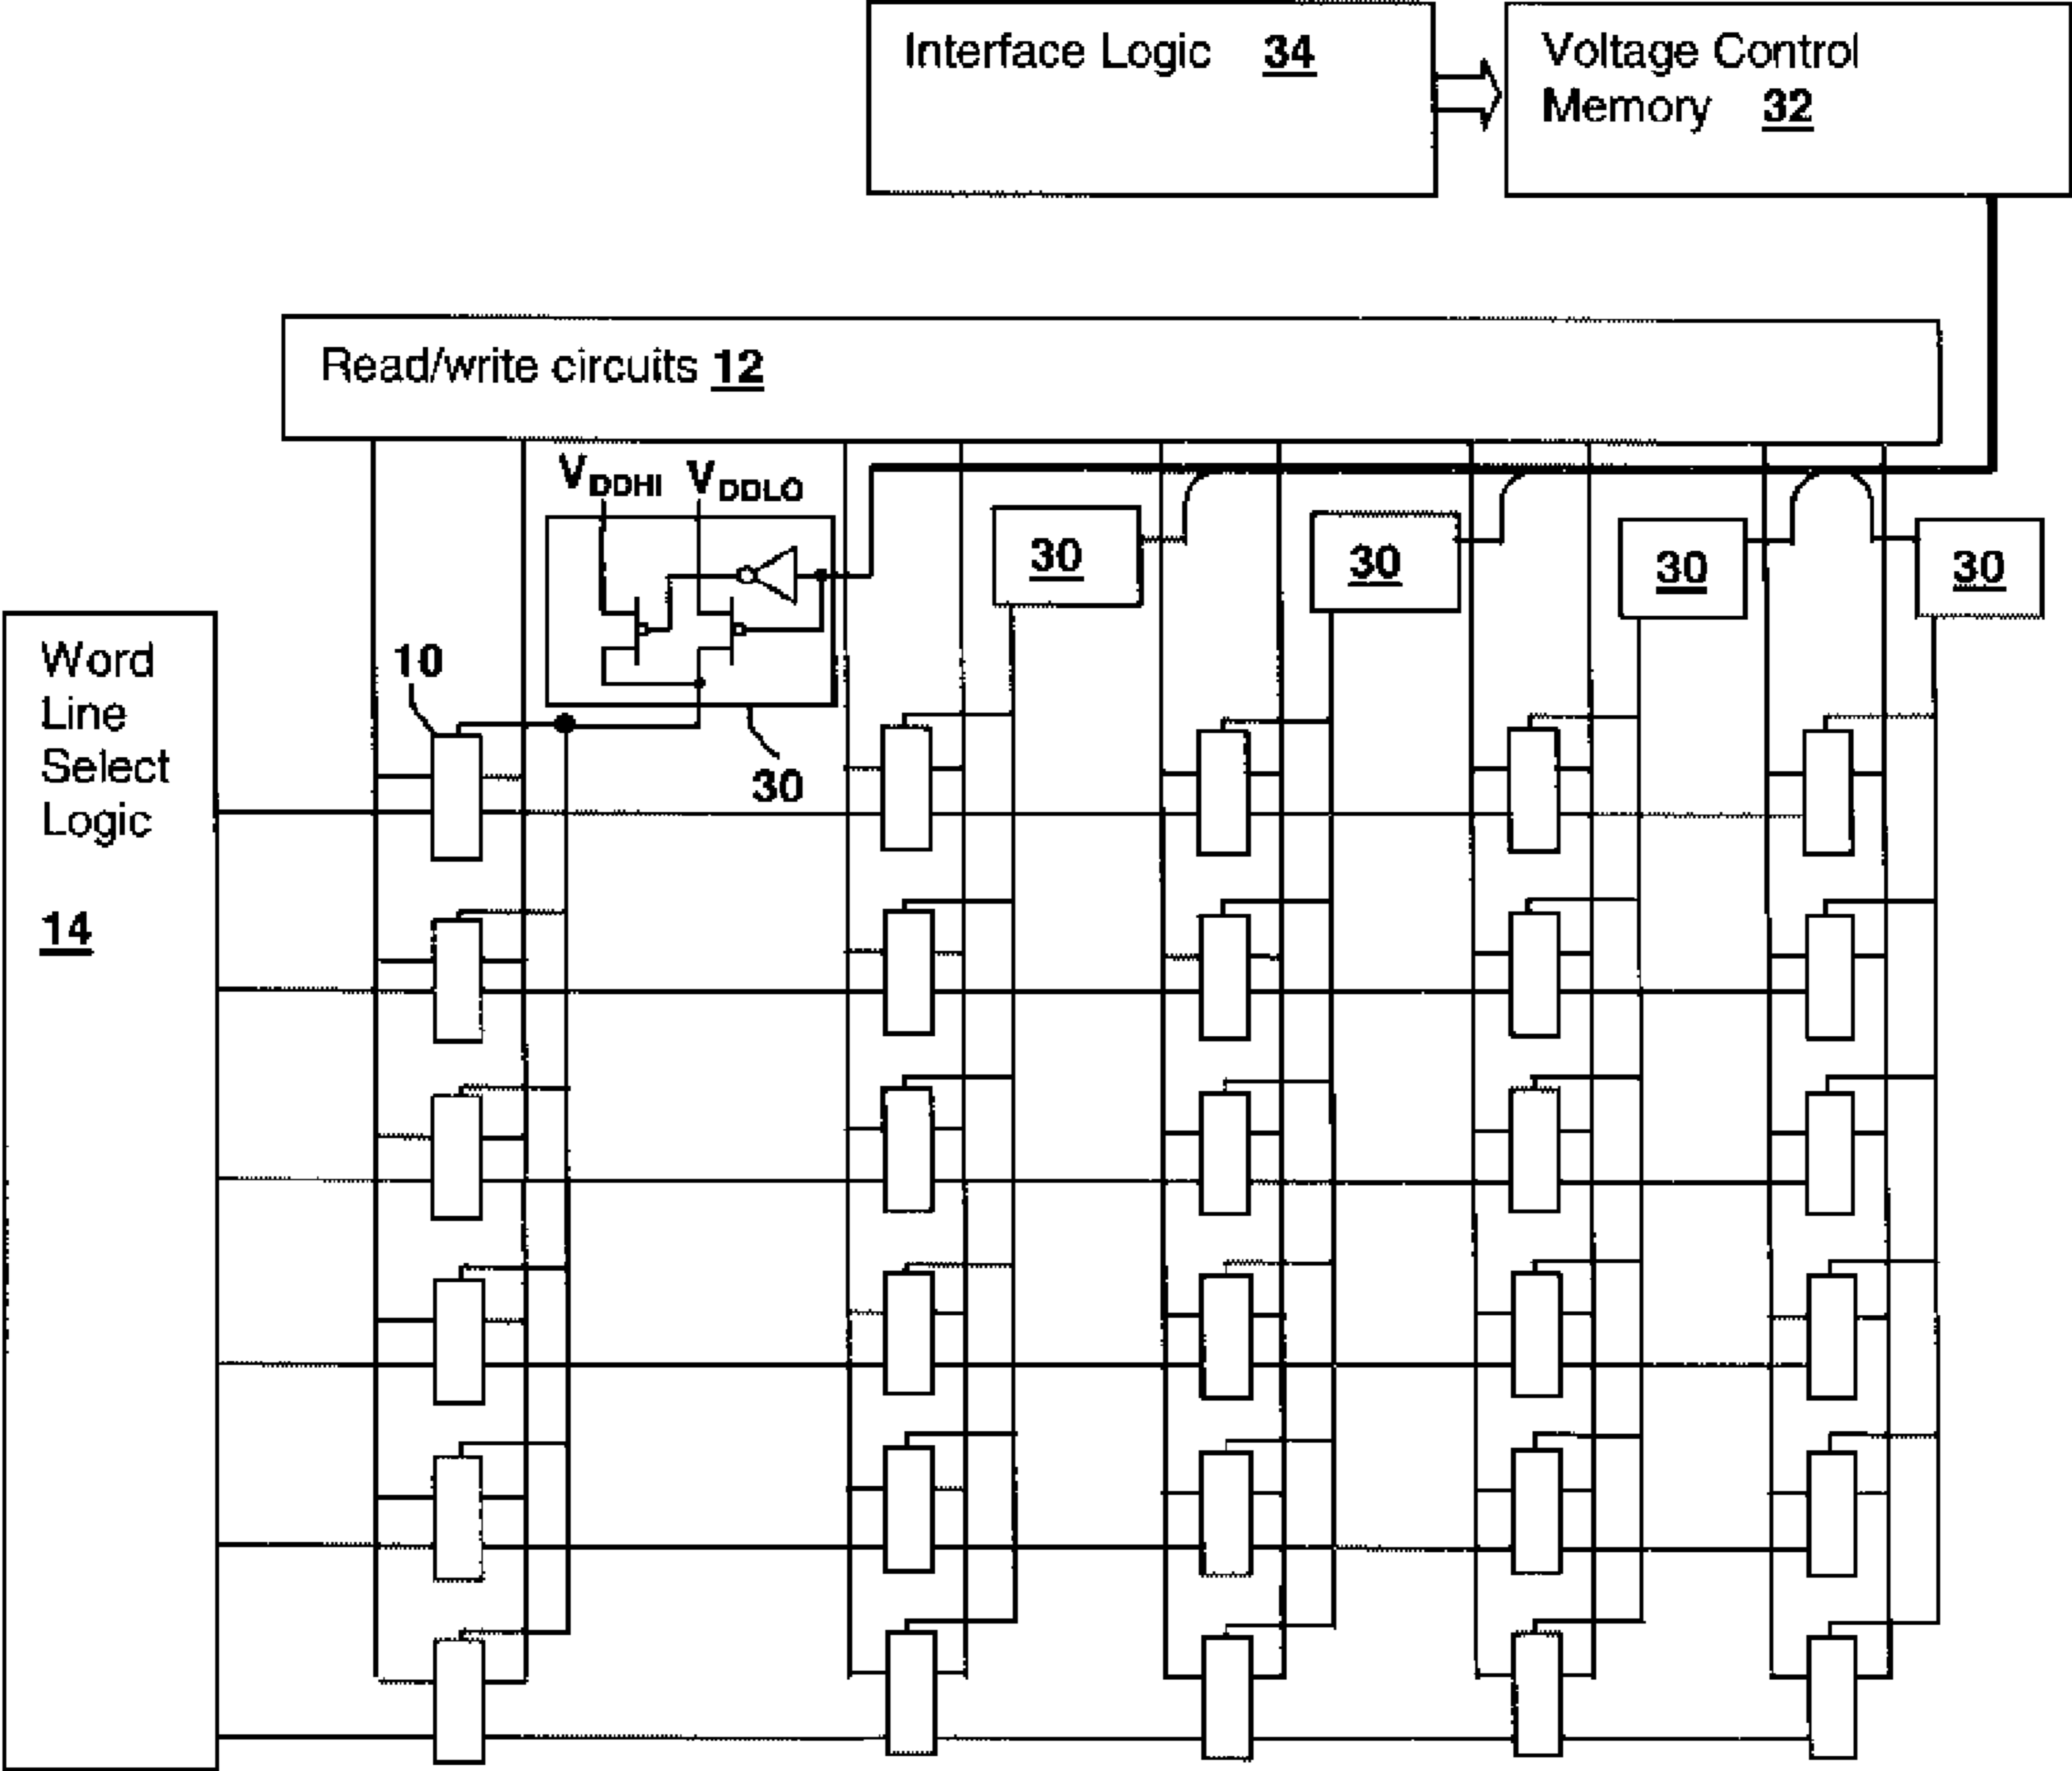 Interface Logic 34
Voltage Control
Memory 32
Read/write circuits 12
VDDHI VDDLO
30
30
30
30
Word
Line
Select
Logic
14
10
30